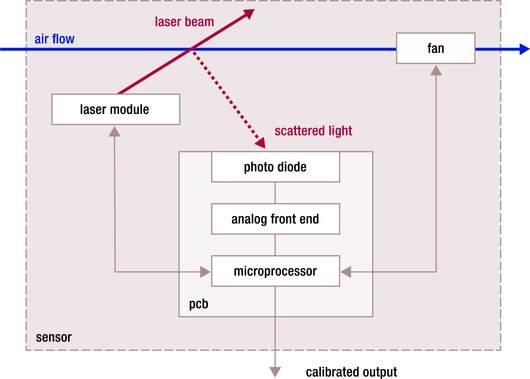 laser beam
air flow
fan
laser module
scattered light
photo diode
analog front end
microprocessor
pcb
sensor
calibrated output